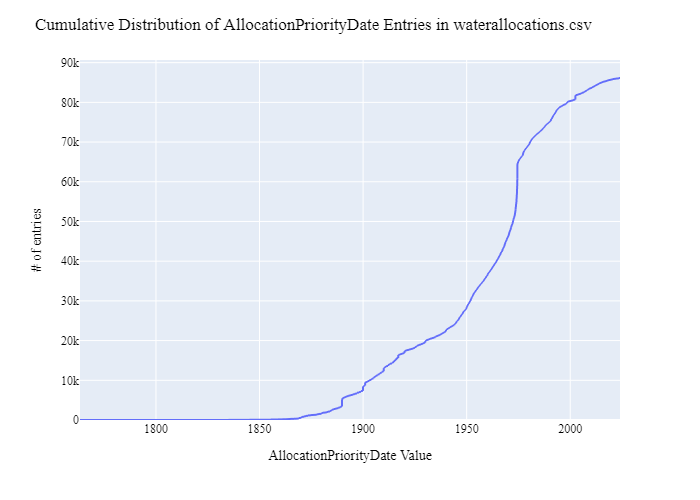 Cumulative Distribution of AllocationPriorityDate Entries in waterallocations.csv
90k
80k
70k
60k
50k
40k
30k
20k
10k
0
# of entries
1800 1850 1900 1950 2000
AllocationPriorityDate Value